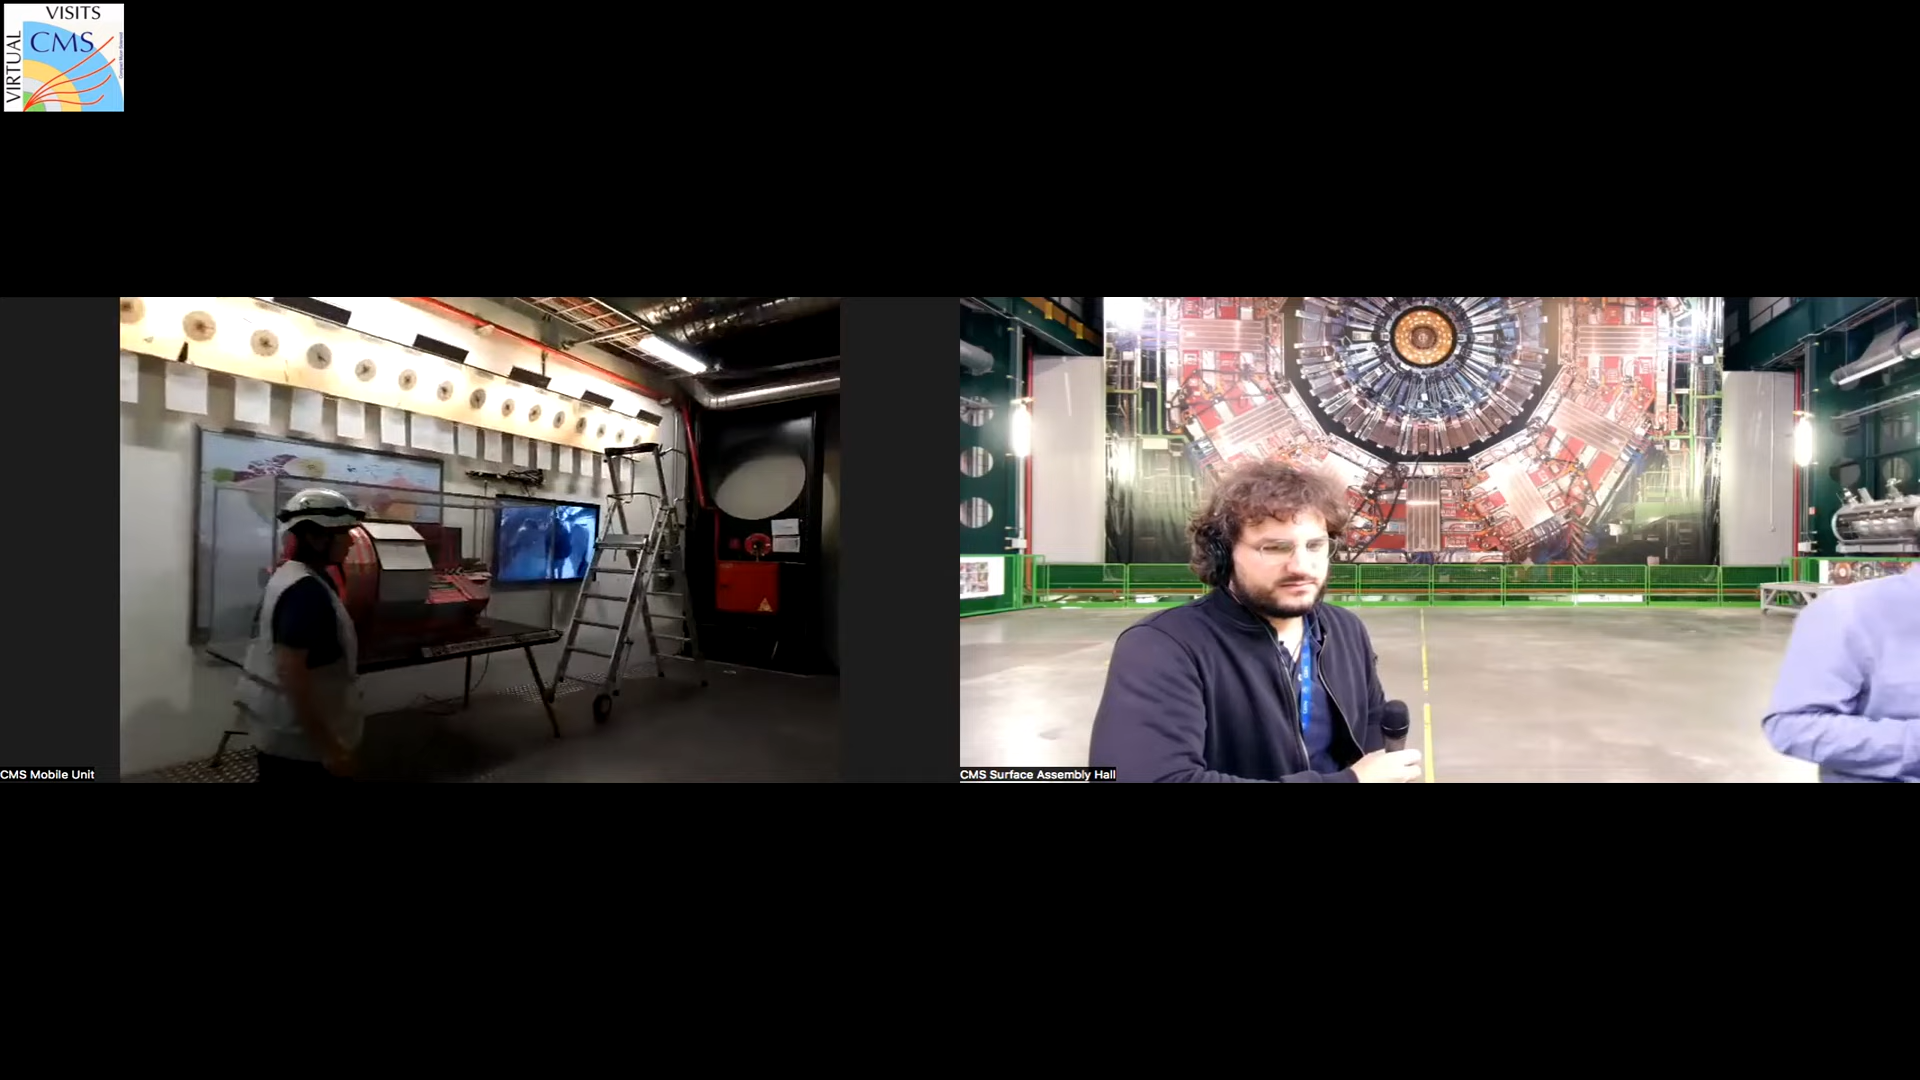 VISITS
VIRTUAL
CMS
CMS Mobile Unit
CMS Surface Assembly Hall